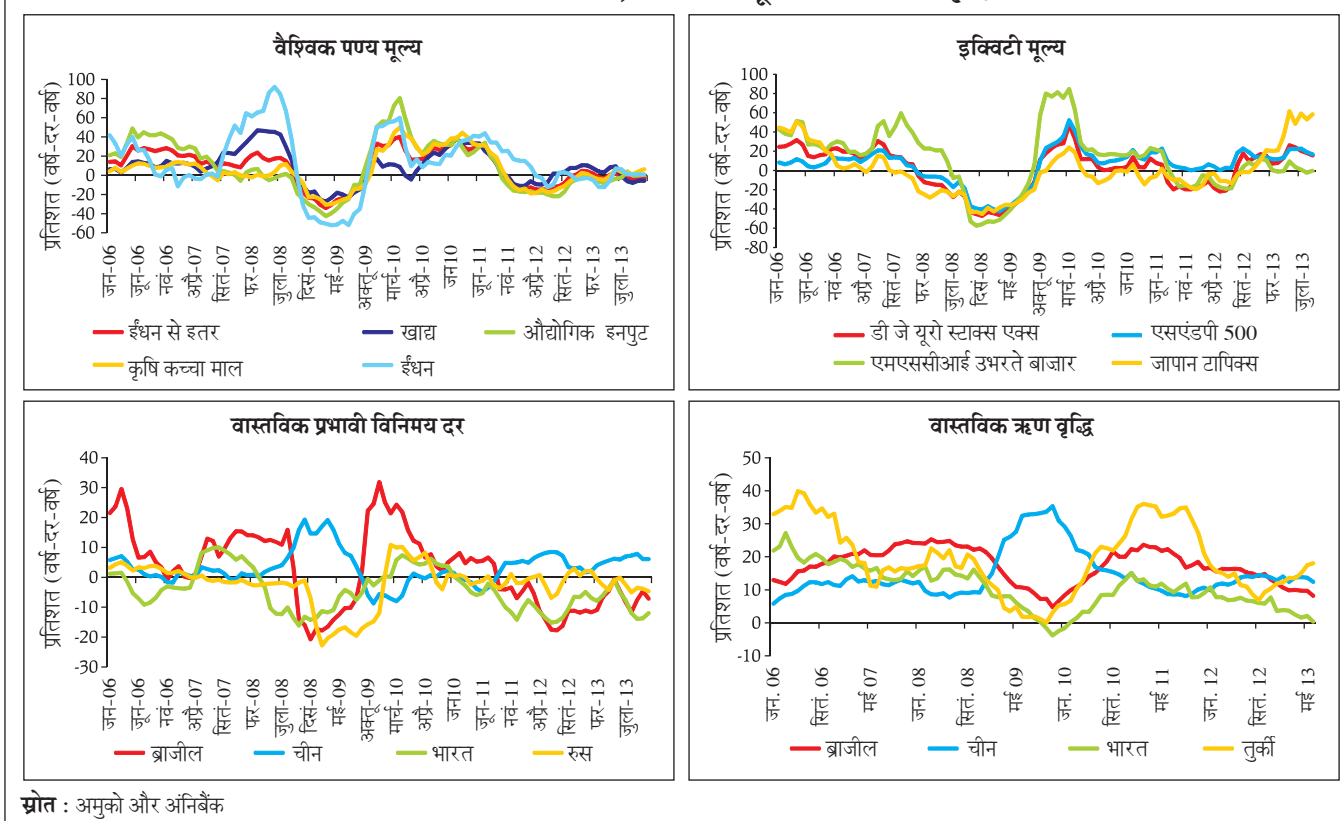 वैश्विक पण्य मूल्य
प्रतिशत (वर्ष-दर-वर्ष)
100
80
60
40
20
0
-20
-40
-60
जन-06
जून-06
नवं-06
अप्रै-07
सितं-07
फर-08
जुला-08
दिसं-08
मई-09
अक्तू-09
मार्च-10
अप्रै-10
जन10
जून-11
नवं-11
अप्रै-12
सितं-12
फर-13
जुला-13
ईंधन से इतर खाद्य औद्योगिक इनपुट
कृषि कच्चा माल ईंधन
इक्विटी मूल्य
प्रतिशत (वर्ष-दर-वर्ष)
100
80
60
40
20
0
-20
-40
-60
-80
जन-06
जून-06
नवं-06
अप्रै-07
सितं-07
फर-08
जुला-08
दिसं-08
मई-09
अक्तू-09
मार्च-10
अप्रै-10
जन10
जून-11
नवं-11
अप्रै-12
सितं-12
फर-13
जुला-13
डी जे यूरो स्टाक्स एक्स एसएंडपी 500
एमएससीआई उभरते बाजार जापान टापिक्स
वास्तविक प्रभावी विनिमय दर
प्रतिशत (वर्ष-दर-वर्ष)
40
30
20
10
0
-10
-20
-30
जन-06
जून-06
नवं-06
अप्रै-07
सितं-07
फर-08
जुला-08
दिसं-08
मई-09
अक्तू-09
मार्च-10
अप्रै-10
जन10
जून-11
नवं-11
अप्रै-12
सितं-12
फर-13
जुला-13
ब्राजील चीन भारत रुस
वास्तविक ऋण वृद्धि
प्रतिशत (वर्ष-दर-वर्ष)
50
40
30
20
10
0
-10
जन. 06
सितं. 06
मई 07
जन. 08
सितं. 08
मई 09
जन. 10
सितं. 10
मई 11
जन. 12
सितं. 12
मई 13
ब्राजील चीन भारत तुर्की
स्रोत : अमुको और अंनिबैंक